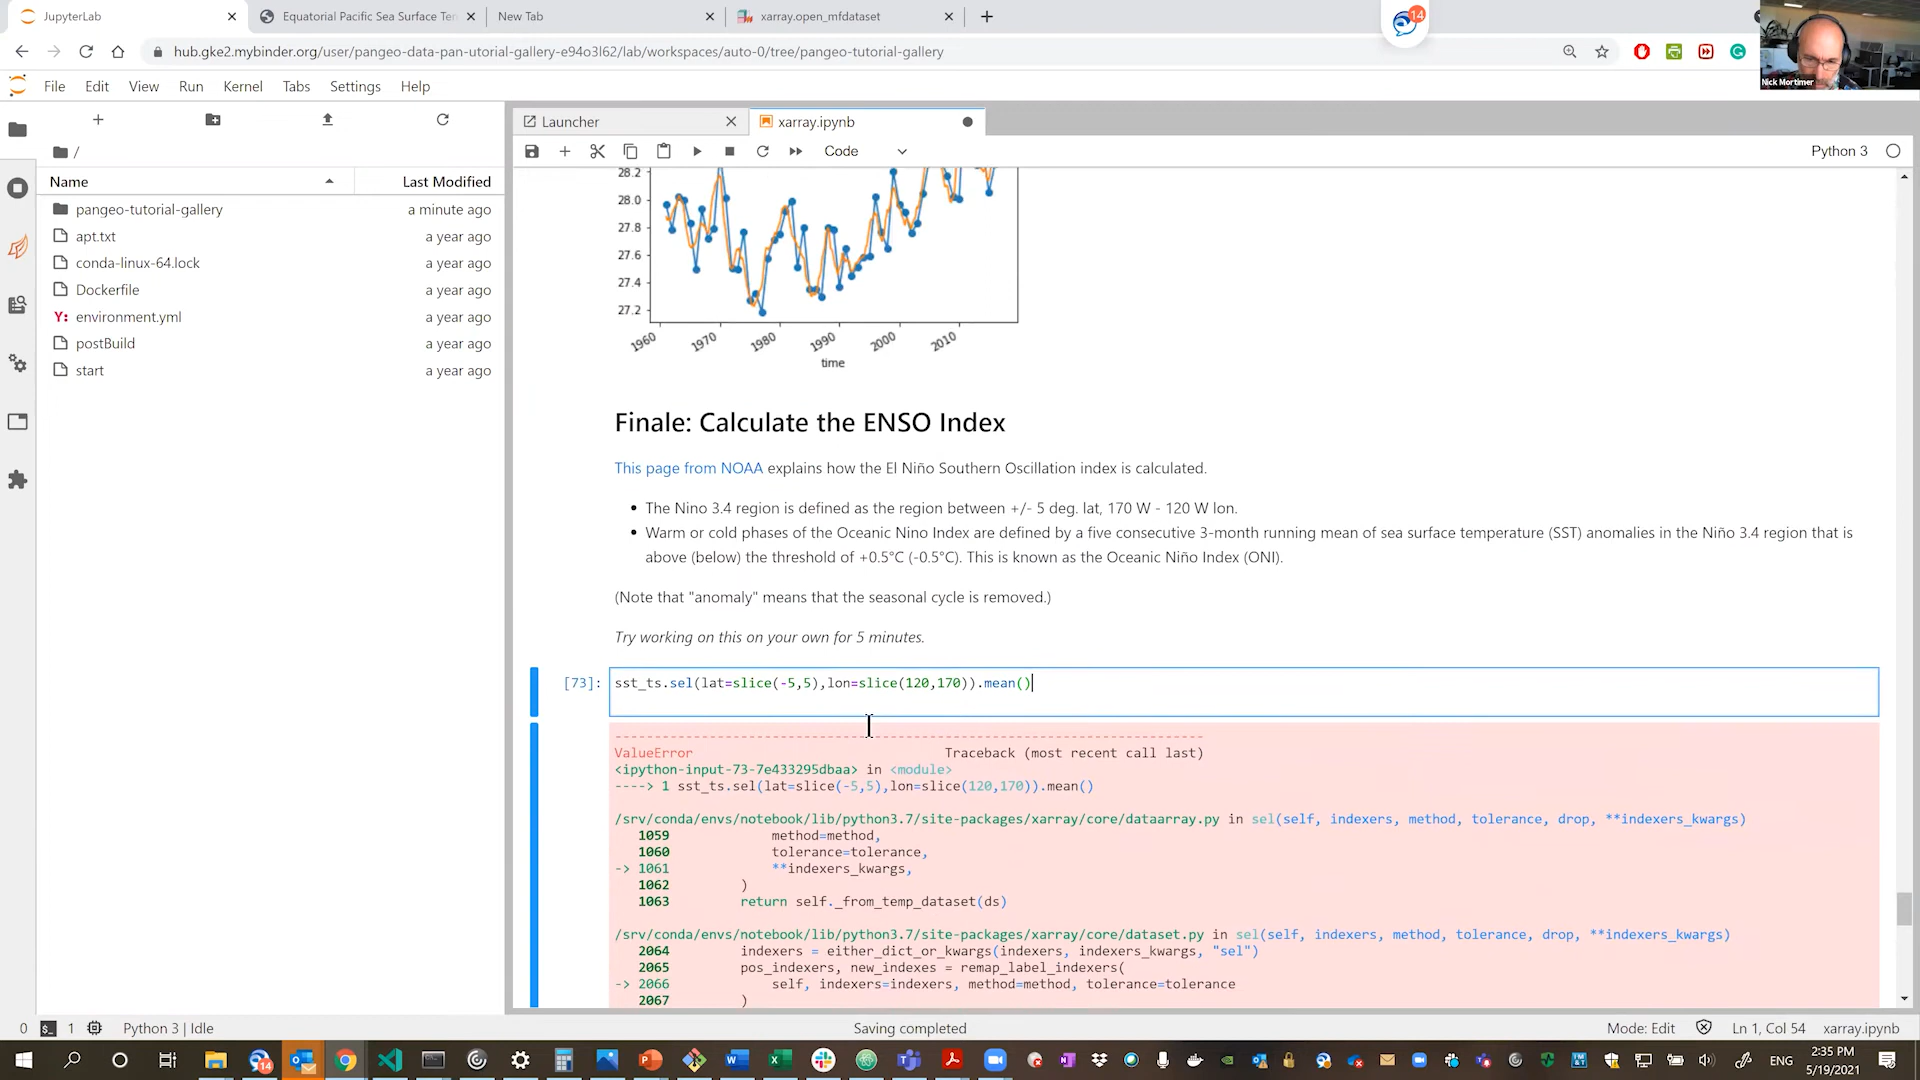 JupyterLab
Equatorial Pacific Sea Surface Ter
New Tab
xarray.open_mfdataset
14
hub.gke2.mybinder.org/user/pangeo-data-pan-utorial-gallery-e94o3l62/lab/workspaces/auto-0/tree/pangeo-tutorial-gallery
Nick Mortimer
File Edit View Run Kernel Tabs Settings Help
Launcher
xarray.ipynb
Code
Python 3
/
Name
Last Modified
pangeo-tutorial-gallery a minute ago
apt.txt a year ago
conda-linux-64.lock a year ago
Dockerfile a year ago
Y: environment.yml a year ago
postBuild a year ago
start a year ago
28.2
28.0
27.8
27.6
27.4
27.2
1960 1970 1980 1990 2000 2010
time
Finale: Calculate the ENSO Index
This page from NOAA explains how the El Niño Southern Oscillation index is calculated.
• The Nino 3.4 region is defined as the region between +/- 5 deg. lat, 170 W - 120 W lon.
• Warm or cold phases of the Oceanic Nino Index are defined by a five consecutive 3-month running mean of sea surface temperature (SST) anomalies in the Niño 3.4 region that is
above (below) the threshold of +0.5°C (-0.5°C). This is known as the Oceanic Niño Index (ONI).
(Note that "anomaly" means that the seasonal cycle is removed.)
Try working on this on your own for 5 minutes.
[73]: sst_ts.sel(lat=slice(-5,5),lon=slice(120,170)).mean()
---------------------------------------------------------------------------
ValueError Traceback (most recent call last)
<ipython-input-73-7e433295dbaa> in <module>
----> 1 sst_ts.sel(lat=slice(-5,5),lon=slice(120,170)).mean()
/srv/conda/envs/notebook/lib/python3.7/site-packages/xarray/core/dataarray.py in sel(self, indexers, method, tolerance, drop, **indexers_kwargs)
1059 method=method,
1060 tolerance=tolerance,
-> 1061 **indexers_kwargs,
1062 )
1063 return self._from_temp_dataset(ds)
/srv/conda/envs/notebook/lib/python3.7/site-packages/xarray/core/dataset.py in sel(self, indexers, method, tolerance, drop, **indexers_kwargs)
2064 indexers = either_dict_or_kwargs(indexers, indexers_kwargs, "sel")
2065 pos_indexers, new_indexes = remap_label_indexers(
-> 2066 self, indexers=indexers, method=method, tolerance=tolerance
2067 )
0 1 Python 3 | Idle
Saving completed
Mode: Edit
Ln 1, Col 54
xarray.ipynb
14
ENG
2:35 PM
5/19/2021